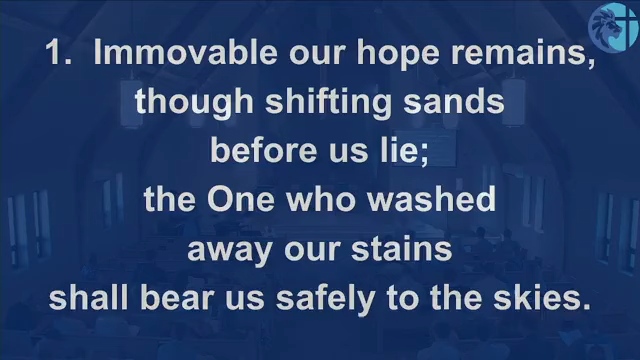 1. Immovable our hope remains,
though shifting sands
before us lie;
the One who washed
away our stains
shall bear us safely to the skies.